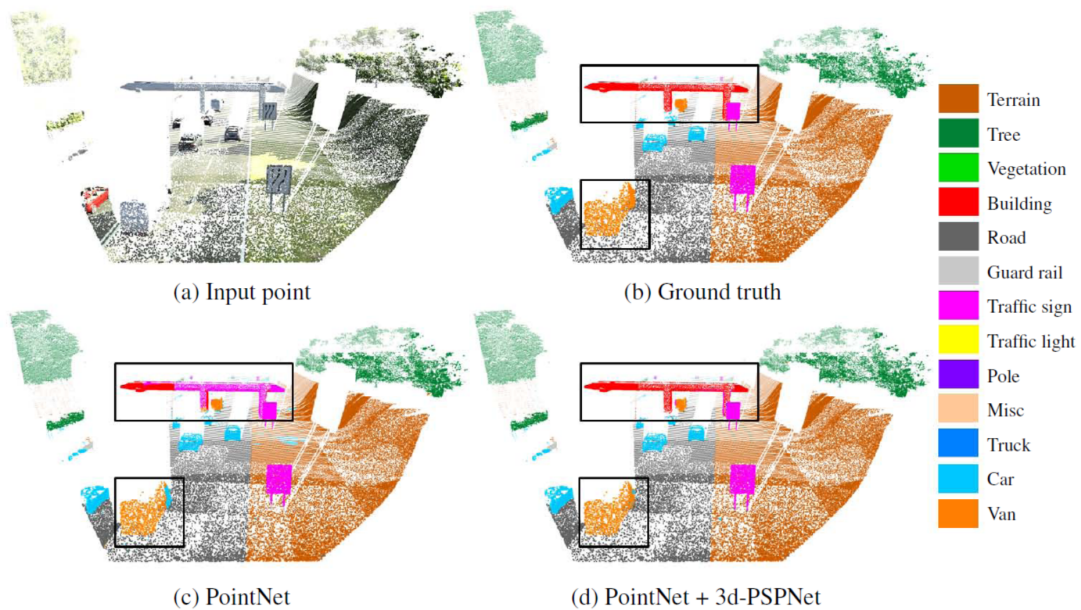 (a) Input point
(b) Ground truth
(c) PointNet
(d) PointNet + 3d-PSPNet
Terrain
Tree
Vegetation
Building
Road
Guard rail
Traffic sign
Traffic light
Pole
Misc
Truck
Car
Van